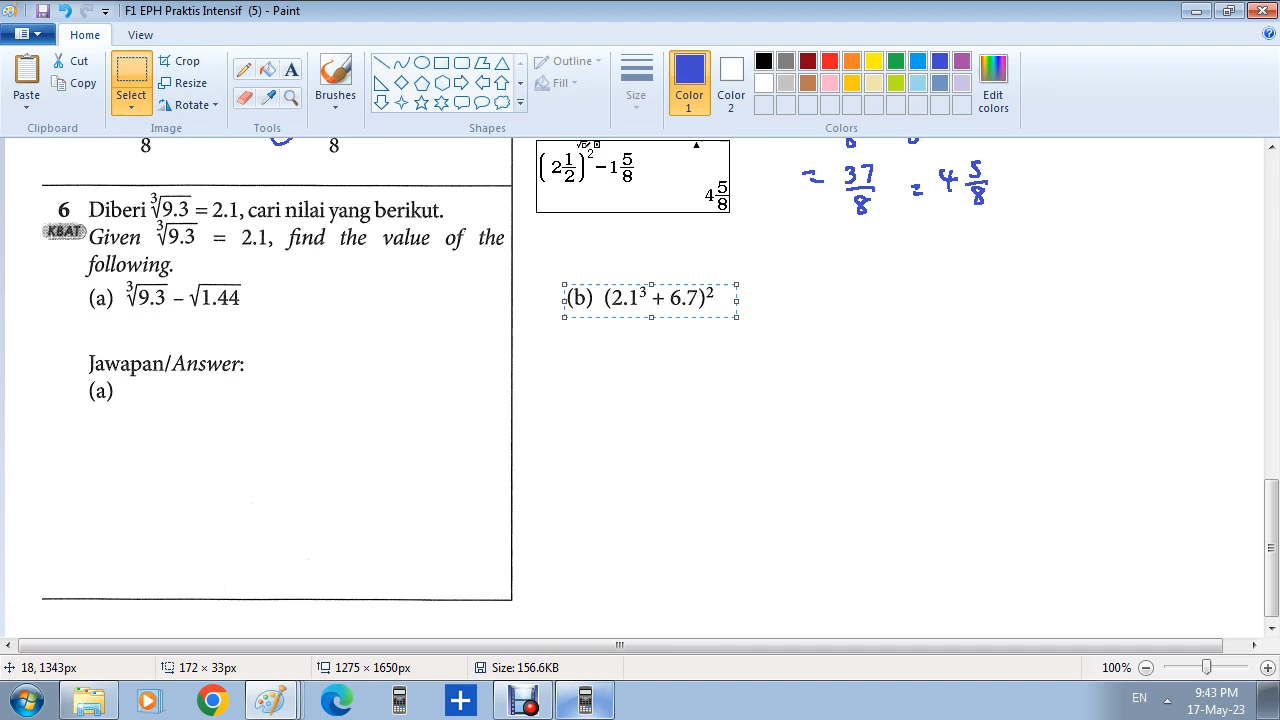 F1 EPH Praktis Intensif (5) - Paint
Home View
Paste
Cut
Copy
Clipboard
Select
Crop
Resize
Rotate
Image
A
Tools
Brushes
Shapes
Outline
Fill
Size
Color 1
Color 2
Edit colors
Colors
8 8
(2 1/2)² − 1 5/8
4 5/8
= 37/8 = 4 5/8
6 Diberi ∛9.3 = 2.1, cari nilai yang berikut.
KBAT Given ∛9.3 = 2.1, find the value of the
following.
(a) ∛9.3 – √1.44
(b) (2.1³ + 6.7)²
Jawapan/Answer:
(a)
18, 1343px 172 × 33px 1275 × 1650px Size: 156.6KB 100%
EN
9:43 PM
17-May-23